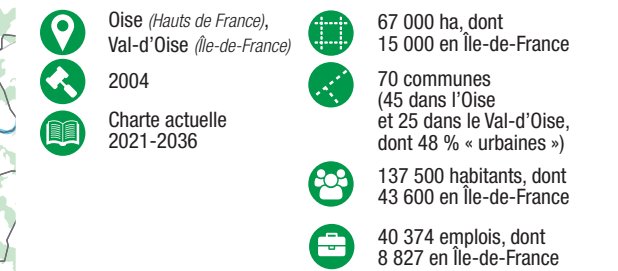 Oise (Hauts de France),
Val-d’Oise (Île-de-France)
2004
Charte actuelle
2021-2036
67 000 ha, dont
15 000 en Île-de-France
70 communes
(45 dans l’Oise
et 25 dans le Val-d’Oise,
dont 48 % « urbaines »)
137 500 habitants, dont
43 600 en Île-de-France
40 374 emplois, dont
8 827 en Île-de-France